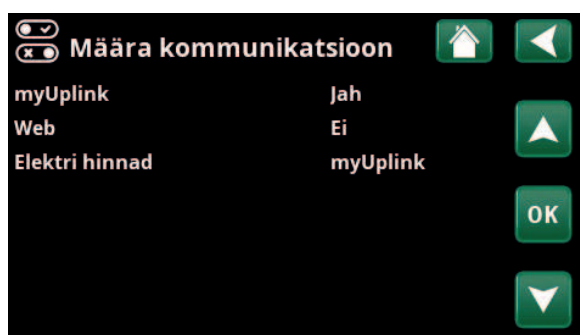 Määra kommunikatsioon
myUplink Jah
Web Ei
Elektri hinnad myUplink
OK